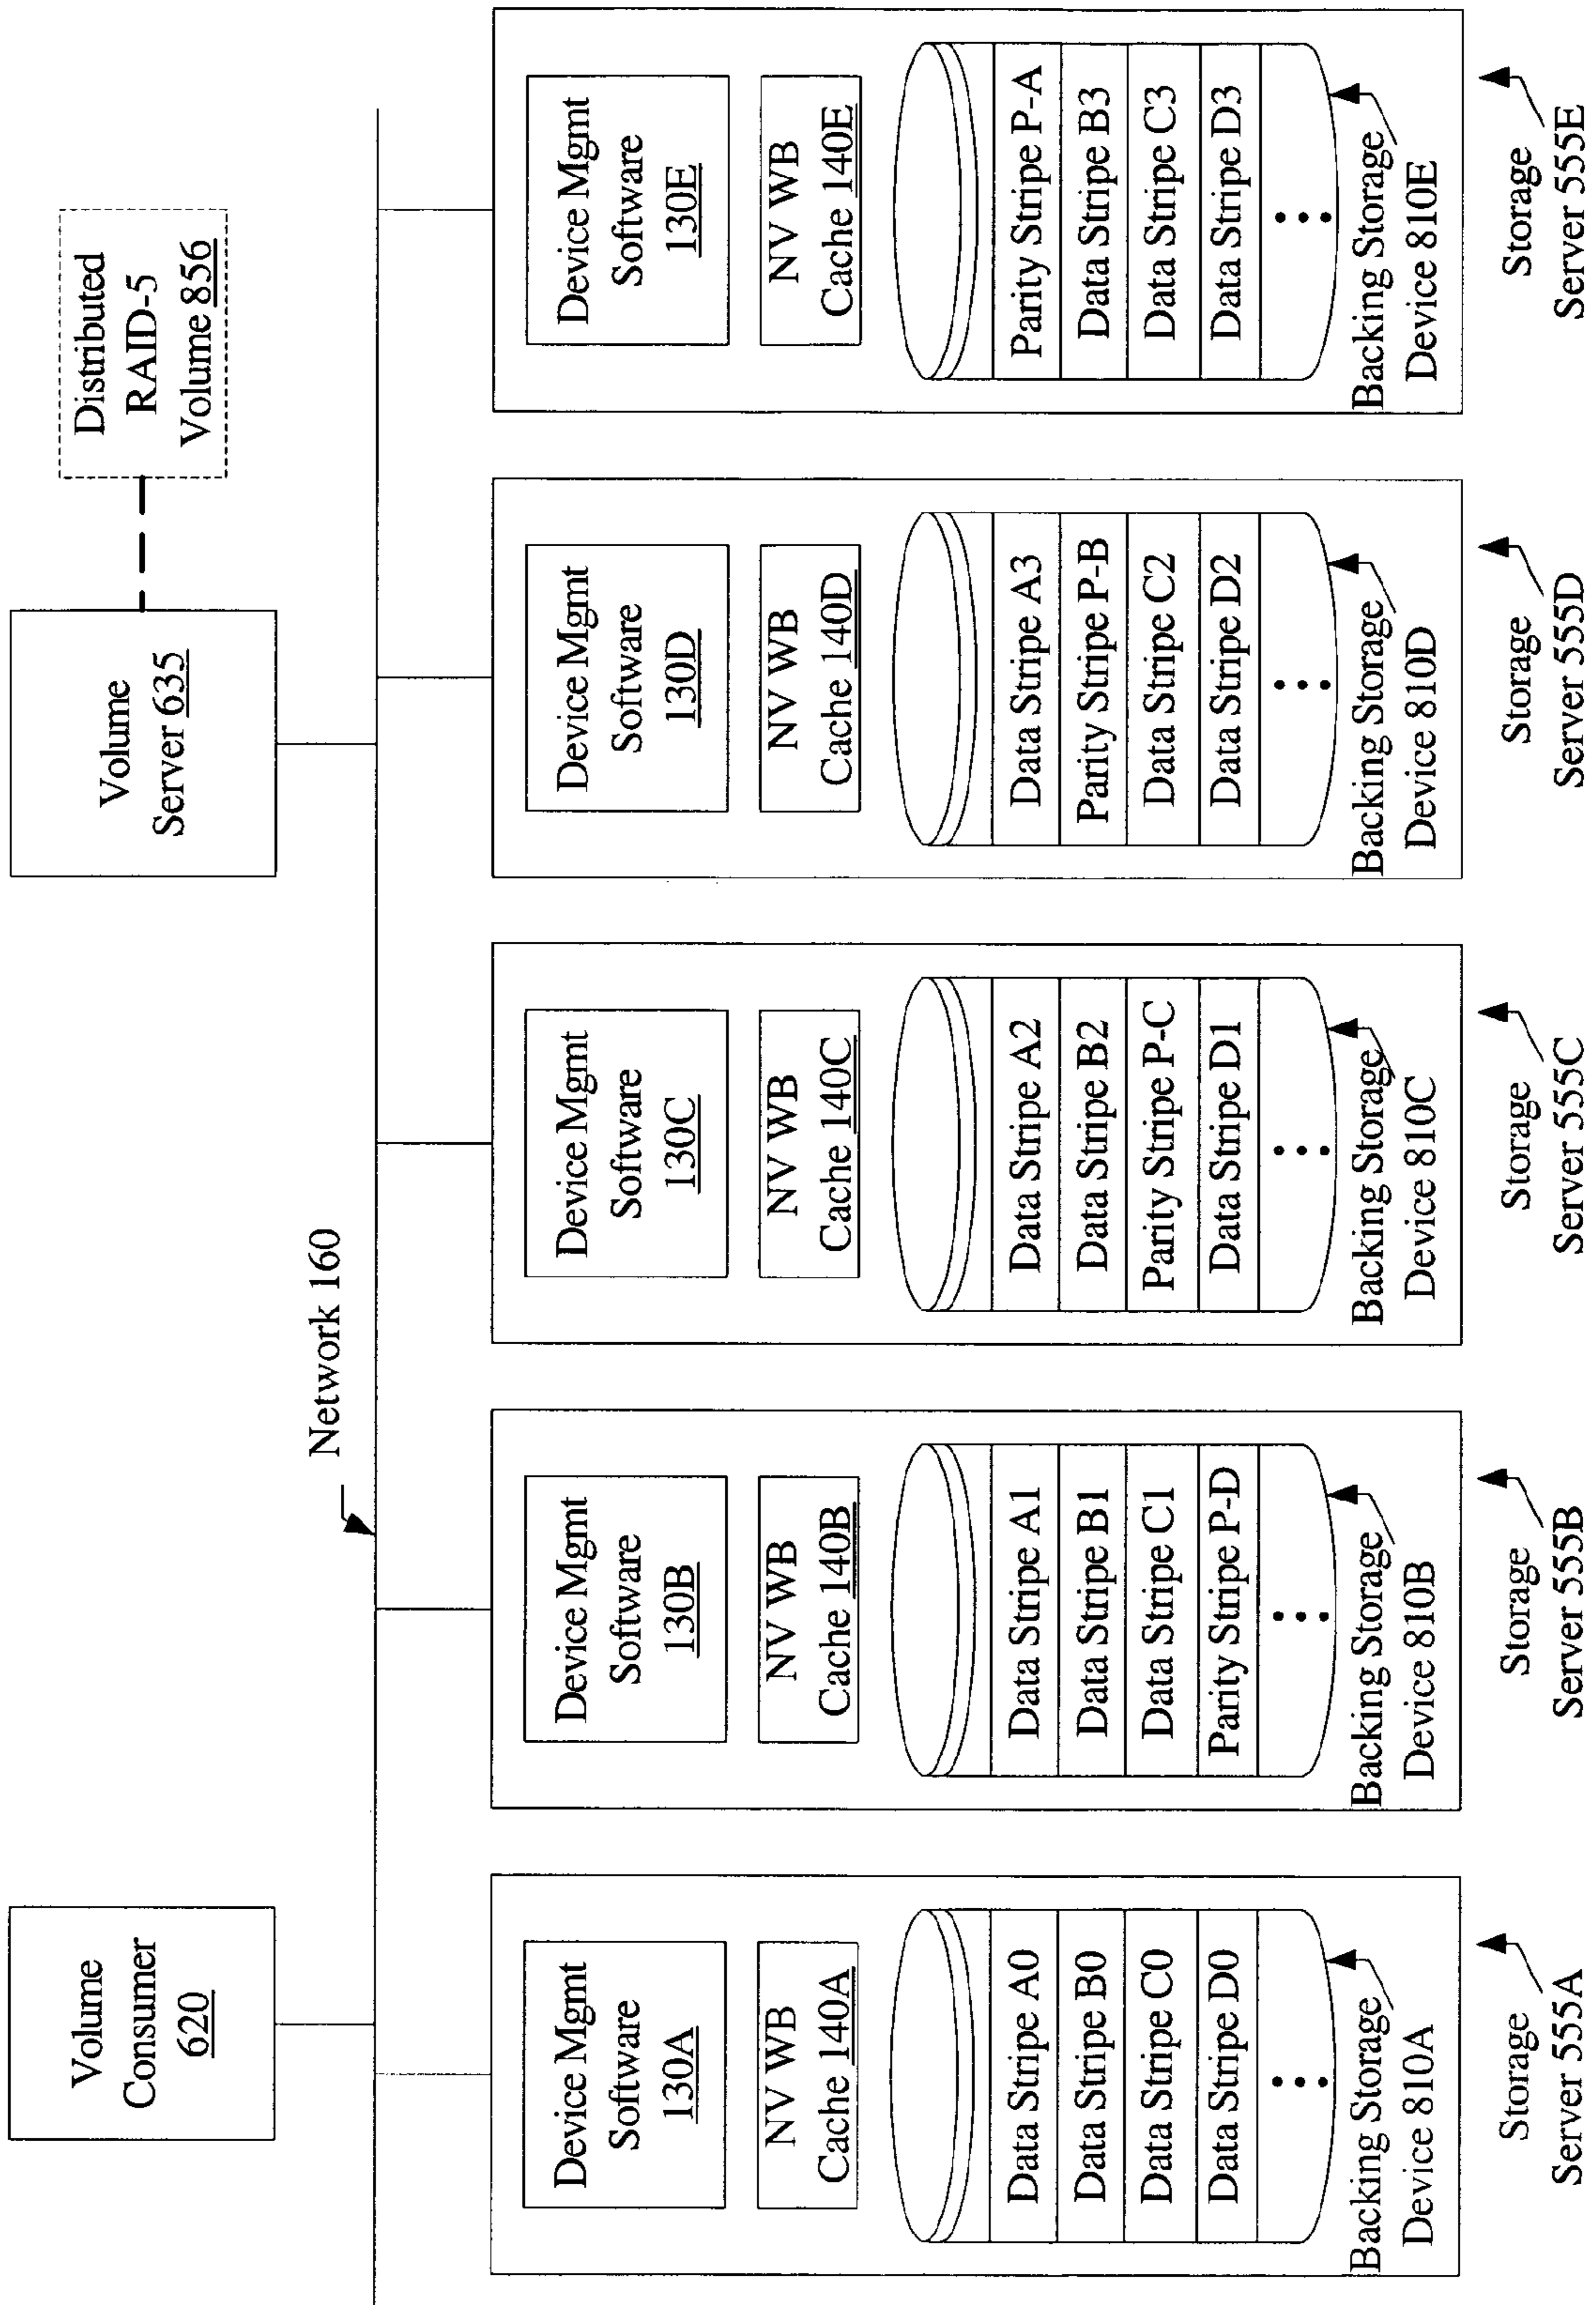 Volume
Consumer
620
Volume
Server 635
Distributed
RAID-5
Volume 856
Network 160
Device Mgmt
Software
130A
NV WB
Cache 140A
Data Stripe A0
Data Stripe B0
Data Stripe C0
Data Stripe D0
Backing Storage
Device 810A
Storage
Server 555A
Device Mgmt
Software
130B
NV WB
Cache 140B
Data Stripe A1
Data Stripe B1
Data Stripe C1
Parity Stripe P-D
Backing Storage
Device 810B
Storage
Server 555B
Device Mgmt
Software
130C
NV WB
Cache 140C
Data Stripe A2
Data Stripe B2
Parity Stripe P-C
Data Stripe D1
Backing Storage
Device 810C
Storage
Server 555C
Device Mgmt
Software
130D
NV WB
Cache 140D
Data Stripe A3
Parity Stripe P-B
Data Stripe C2
Data Stripe D2
Backing Storage
Device 810D
Storage
Server 555D
Device Mgmt
Software
130E
NV WB
Cache 140E
Parity Stripe P-A
Data Stripe B3
Data Stripe C3
Data Stripe D3
Backing Storage
Device 810E
Storage
Server 555E